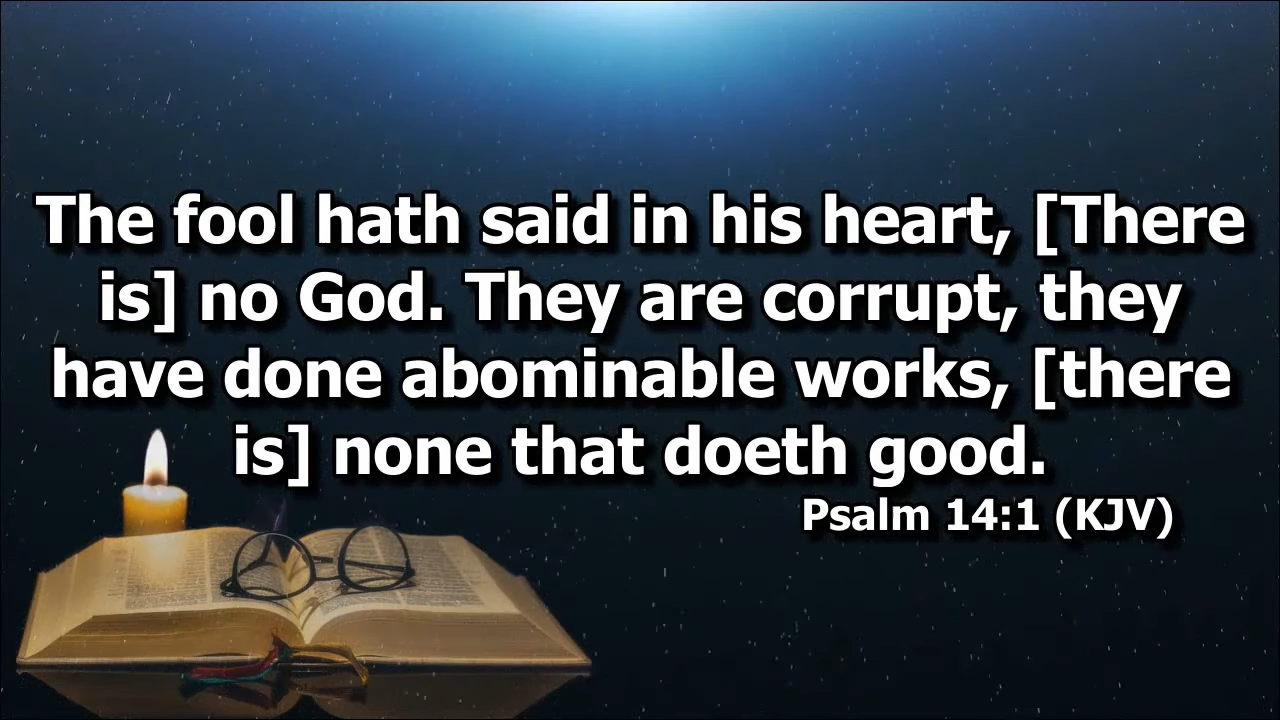 The fool hath said in his heart, [There
is] no God. They are corrupt, they
have done abominable works, [there
is] none that doeth good.
Psalm 14:1 (KJV)